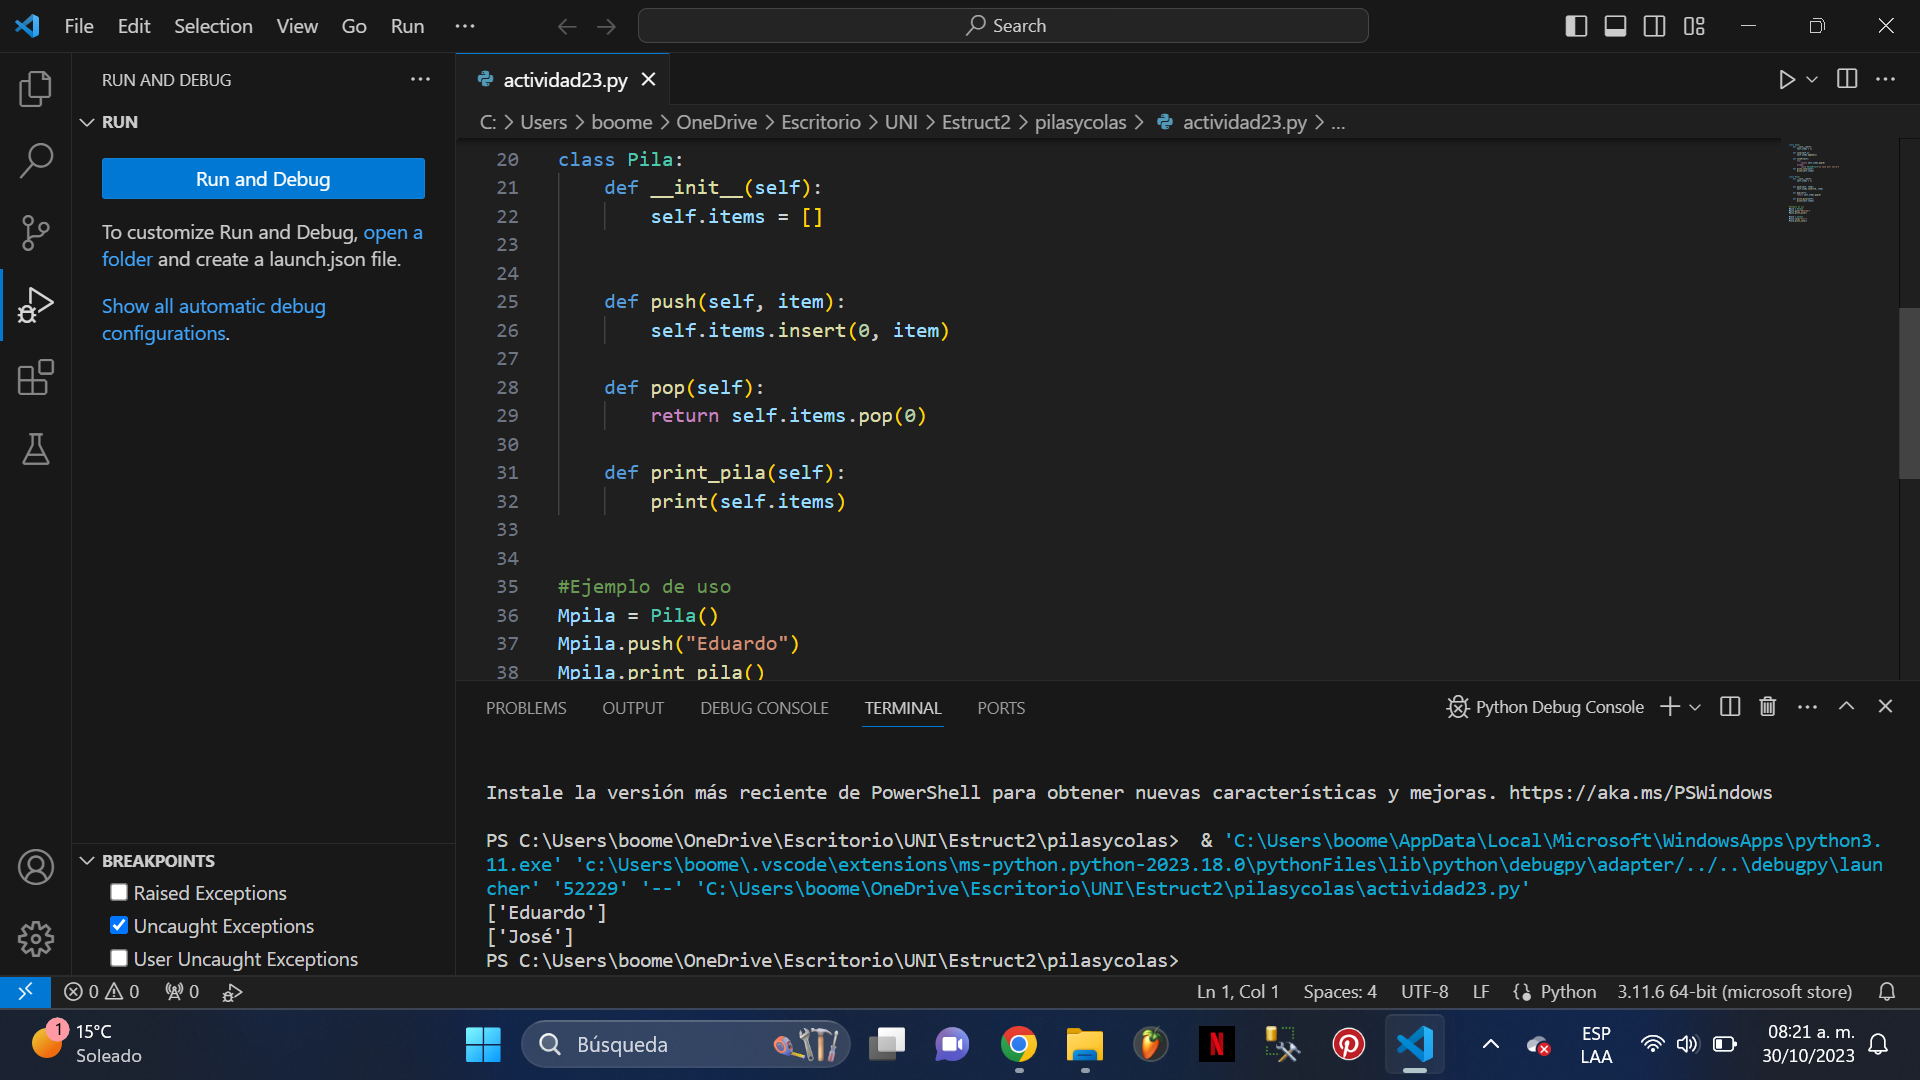 File Edit Selection View Go Run ···
Search
RUN AND DEBUG ···
RUN
Run and Debug
To customize Run and Debug, open a
folder and create a launch.json file.
Show all automatic debug
configurations.
actividad23.py
C: > Users > boome > OneDrive > Escritorio > UNI > Estruct2 > pilasycolas > actividad23.py > ...
20 class Pila:
21     def __init__(self):
22         self.items = []
23
24
25     def push(self, item):
26         self.items.insert(0, item)
27
28     def pop(self):
29         return self.items.pop(0)
30
31     def print_pila(self):
32         print(self.items)
33
34
35 #Ejemplo de uso
36 Mpila = Pila()
37 Mpila.push("Eduardo")
38 Mpila.print_pila()
PROBLEMS OUTPUT DEBUG CONSOLE TERMINAL PORTS
Python Debug Console
Instale la versión más reciente de PowerShell para obtener nuevas características y mejoras. https://aka.ms/PSWindows
PS C:\Users\boome\OneDrive\Escritorio\UNI\Estruct2\pilasycolas>  & 'C:\Users\boome\AppData\Local\Microsoft\WindowsApps\python3.
11.exe' 'c:\Users\boome\.vscode\extensions\ms-python.python-2023.18.0\pythonFiles\lib\python\debugpy\adapter/../..\debugpy\laun
cher' '52229' '--' 'C:\Users\boome\OneDrive\Escritorio\UNI\Estruct2\pilasycolas\actividad23.py'
['Eduardo']
['José']
PS C:\Users\boome\OneDrive\Escritorio\UNI\Estruct2\pilasycolas>
BREAKPOINTS
Raised Exceptions
Uncaught Exceptions
User Uncaught Exceptions
0 0 0
Ln 1, Col 1 Spaces: 4 UTF-8 LF Python 3.11.6 64-bit (microsoft store)
1
15°C
Soleado
Búsqueda
N
ESP
LAA
08:21 a. m.
30/10/2023